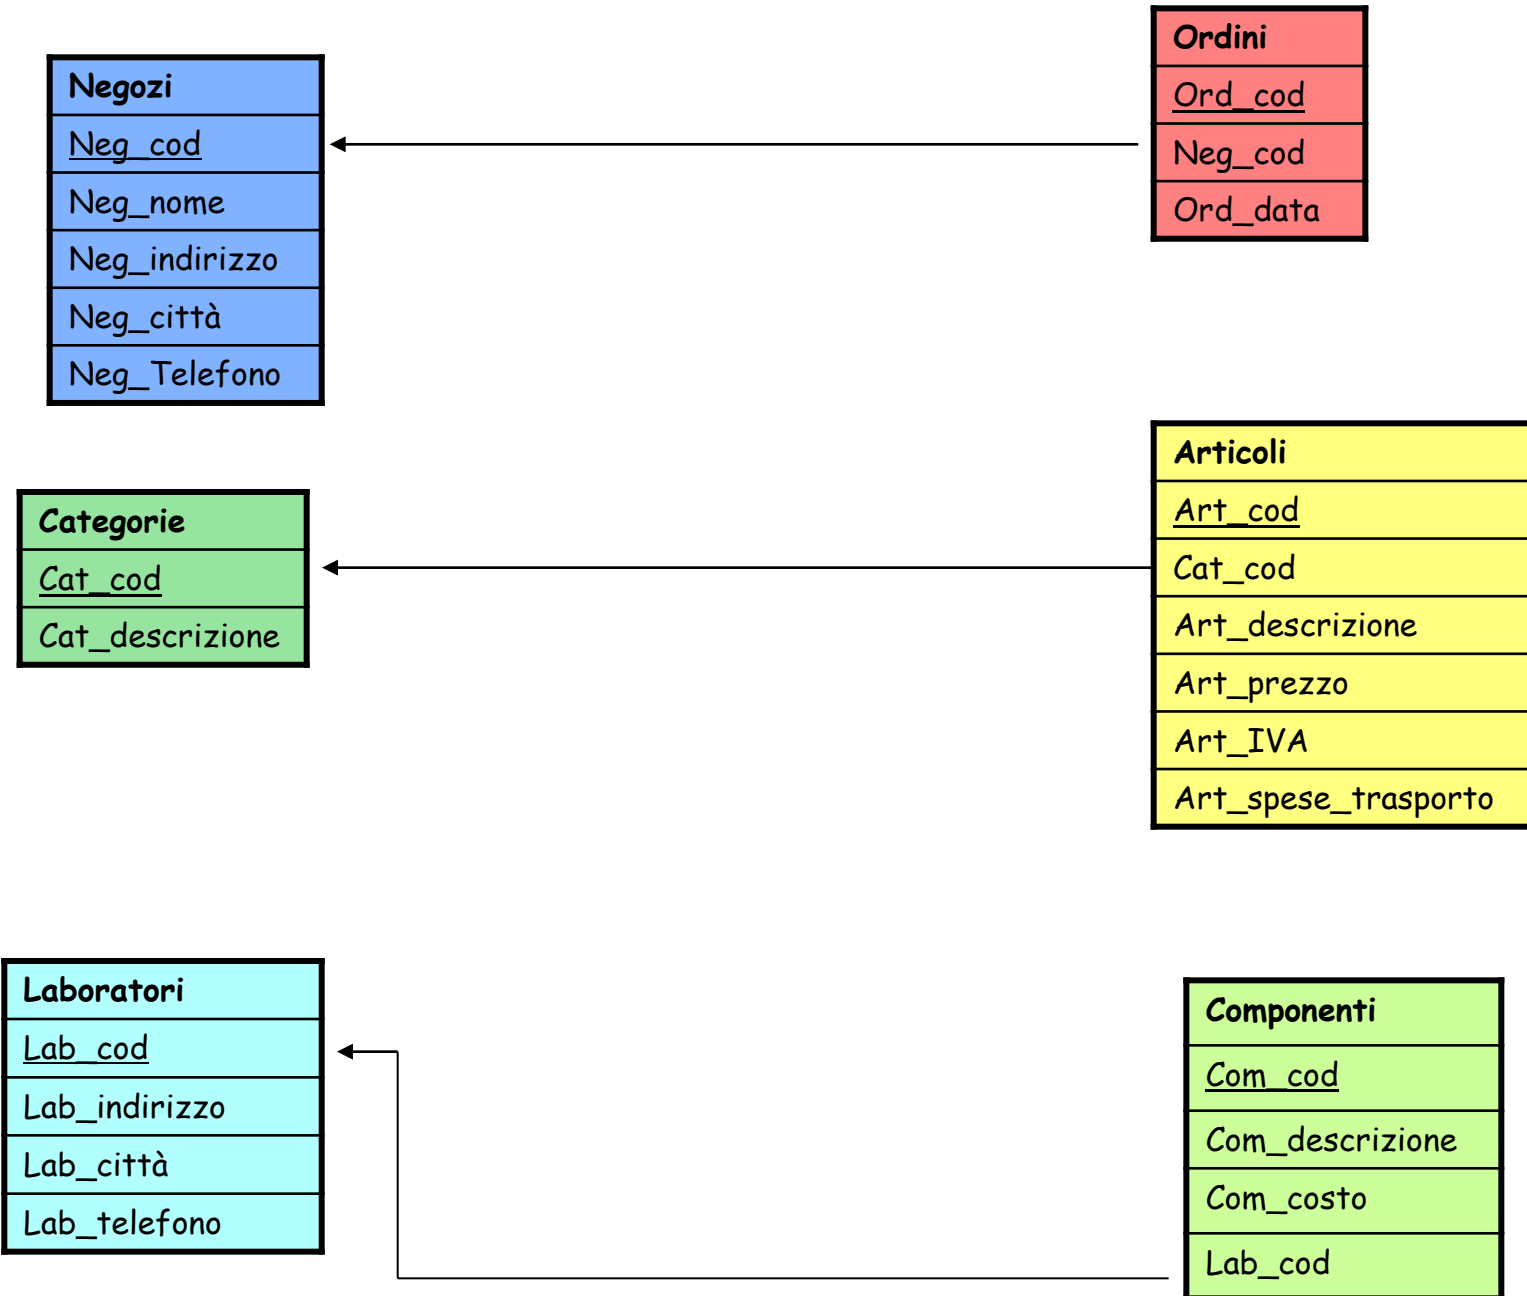 Negozi
Neg_cod
Neg_nome
Neg_indirizzo
Neg_città
Neg_Telefono
Ordini
Ord_cod
Neg_cod
Ord_data
Categorie
Cat_cod
Cat_descrizione
Articoli
Art_cod
Cat_cod
Art_descrizione
Art_prezzo
Art_IVA
Art_spese_trasporto
Laboratori
Lab_cod
Lab_indirizzo
Lab_città
Lab_telefono
Componenti
Com_cod
Com_descrizione
Com_costo
Lab_cod